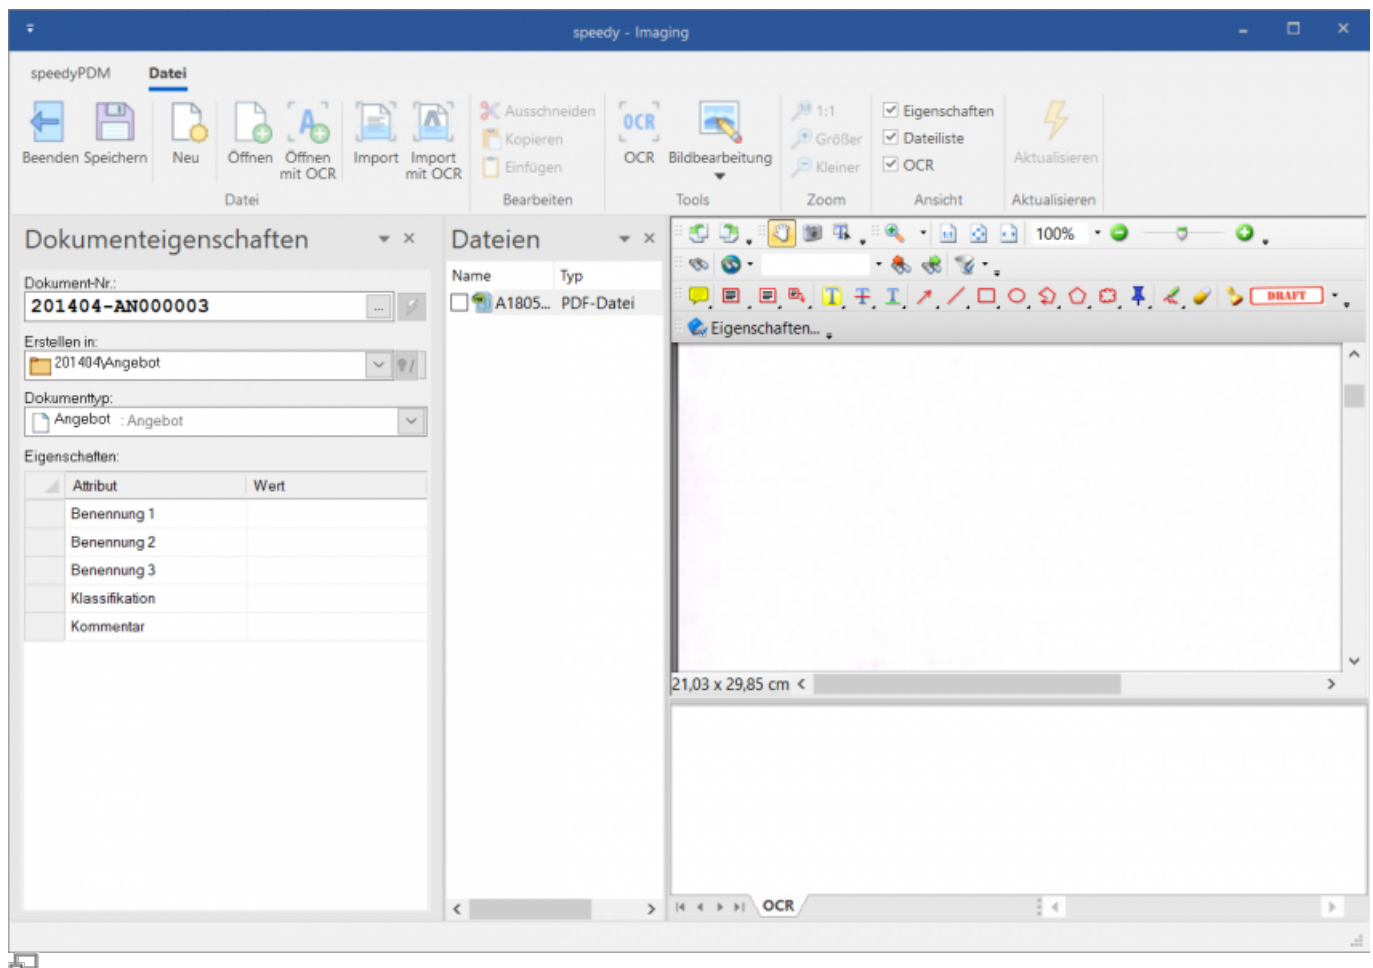 speedy - Imaging
speedyPDM Datei
Beenden Speichern Neu Öffnen Öffnen mit OCR Import Import mit OCR
Ausschneiden
Kopieren
Einfügen
OCR Bildbearbeitung
1:1
Größer
Kleiner
Eigenschaften
Dateiliste
OCR
Aktualisieren
Datei Bearbeiten Tools Zoom Ansicht Aktualisieren
Dokumenteigenschaften
Dokument-Nr.:
201404-AN000003 ...
Erstellen in:
201404\Angebot
Dokumenttyp:
Angebot : Angebot
Eigenschaften:
Attribut Wert
Benennung 1
Benennung 2
Benennung 3
Klassifikation
Kommentar
Dateien
Name Typ
A1805... PDF-Datei
100%
DRAFT
Eigenschaften...
21,03 x 29,85 cm
OCR